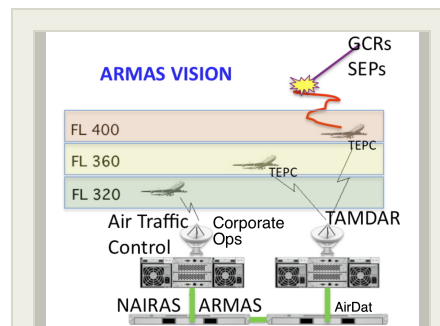 GCRs
SEPs
ARMAS VISION
FL 400
TEPC
FL 360
TEPC
FL 320
Air Traffic
Control
Corporate
Ops
TAMDAR
NAIRAS
ARMAS
AirDat